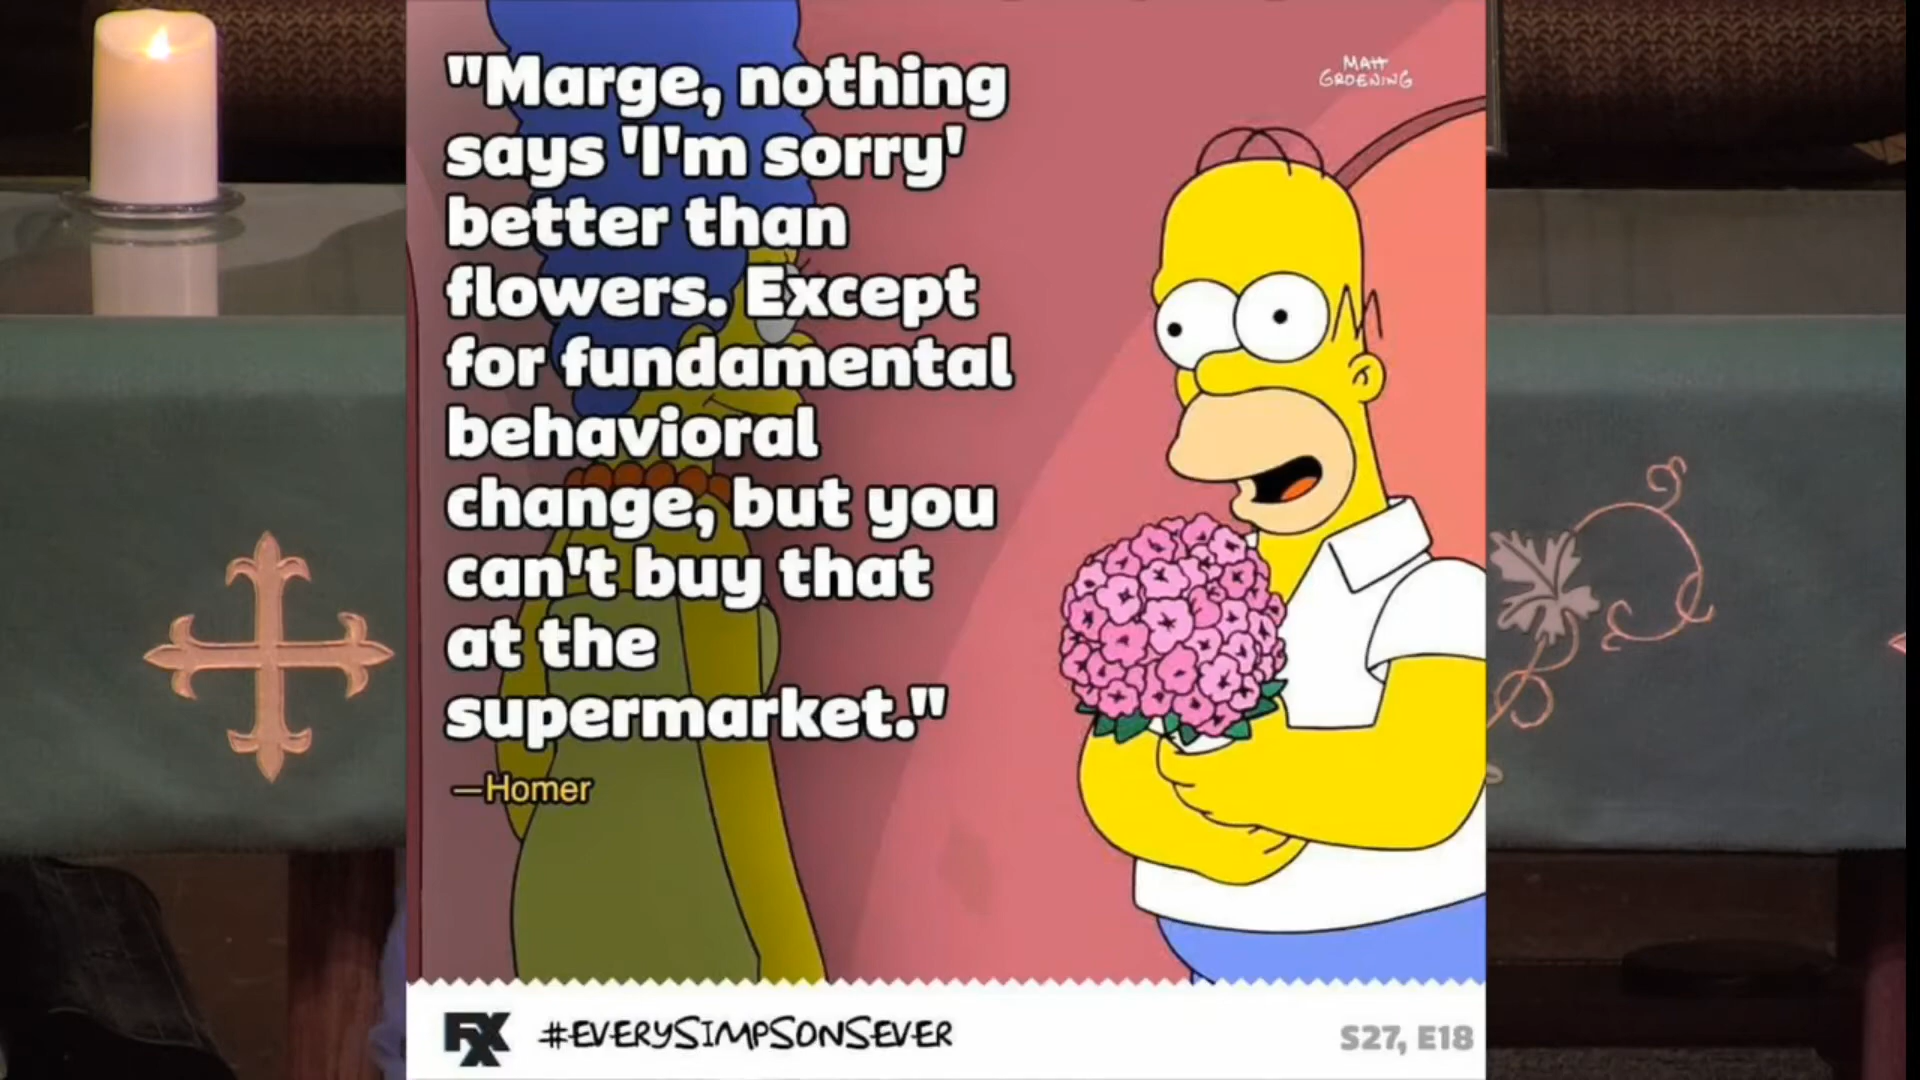 "Marge, nothing
says 'I'm sorry'
better than
flowers. Except
for fundamental
behavioral
change, but you
can't buy that
at the
supermarket."
—Homer
MATT
GROENING
FXX
#EVERYSIMPSONSEVER
S27, E18